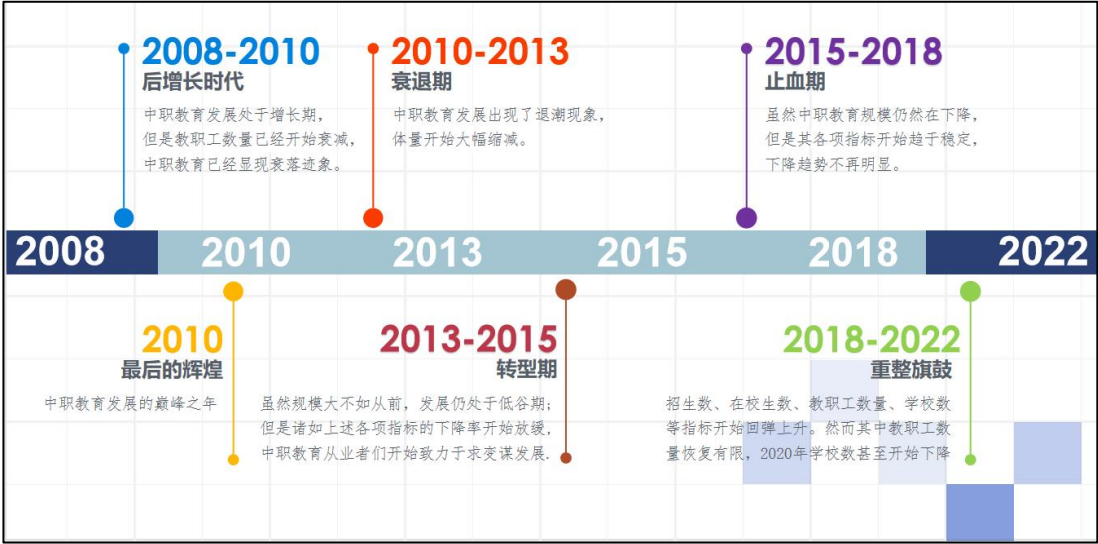 2008-2010
后增长时代
中职教育发展处于增长期，
但是教职工数量已经开始衰减，
中职教育已经显现衰落迹象。
2010-2013
衰退期
中职教育发展出现了退潮现象，
体量开始大幅缩减。
2015-2018
止血期
虽然中职教育规模仍然在下降，
但是其各项指标开始趋于稳定，
下降趋势不再明显。
2008 2010 2013 2015 2018 2022
2010
最后的辉煌
中职教育发展的巅峰之年
2013-2015
转型期
虽然规模大不如从前，发展仍处于低谷期；
但是诸如上述各项指标的下降率开始放缓，
中职教育从业者们开始致力于求变谋发展.
2018-2022
重整旗鼓
招生数、在校生数、教职工数量、学校数
等指标开始回弹上升。然而其中教职工数
量恢复有限，2020年学校数甚至开始下降